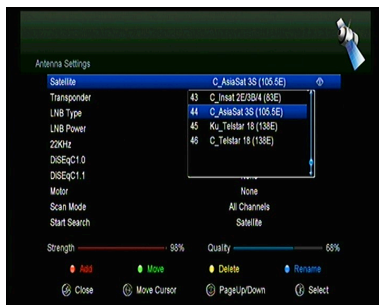 Antenna Settings
Satellite C_AsiaSat 3S (105.5E)
Transponder 43 C_Insat 2E/3B/4 (83E)
LNB Type 44 C_AsiaSat 3S (105.5E)
LNB Power 45 Ku_Telstar 18 (138E)
22KHz 46 C_Telstar 18 (138E)
DiSEqC1.0
DiSEqC1.1
Motor None
Scan Mode All Channels
Start Search Satellite
Strength 98% Quality 68%
Add Move Delete Rename
Close Move Cursor PageUp/Down Select